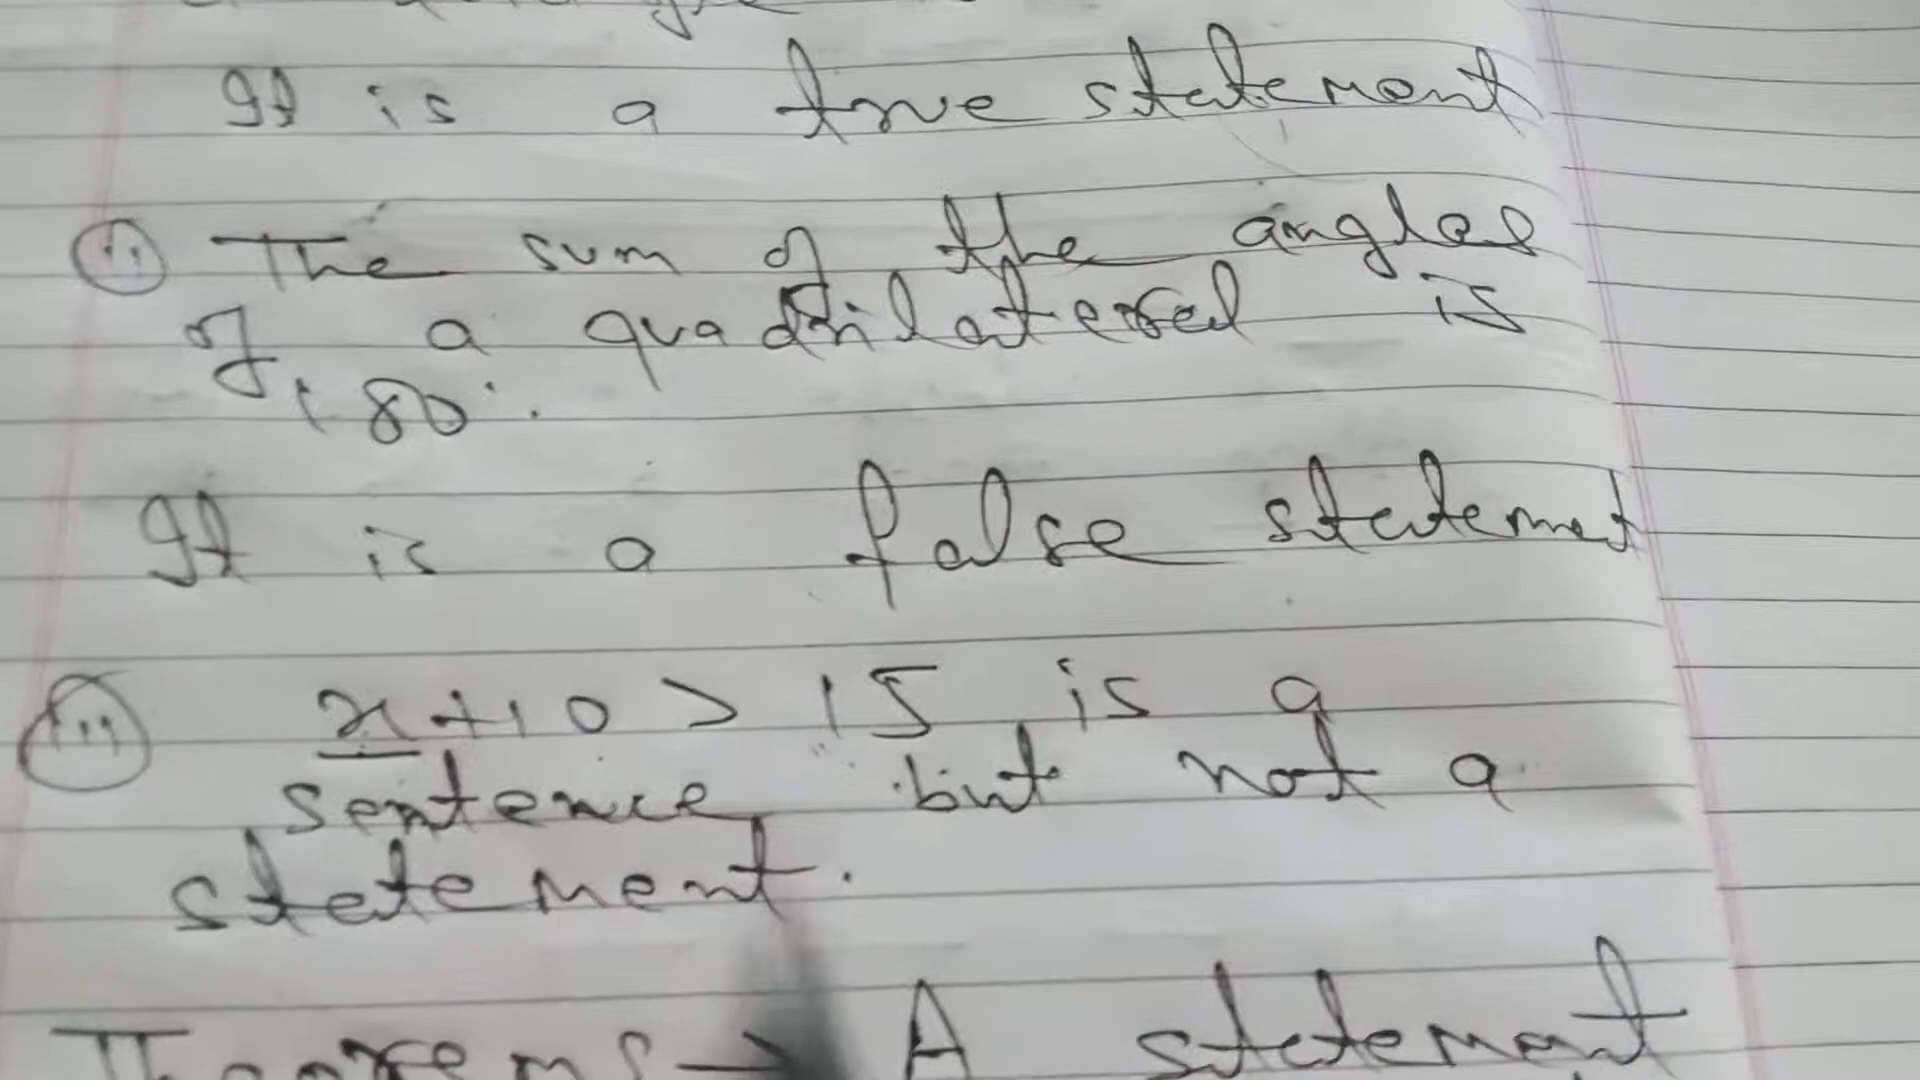 It is a true statement
(ii) The sum of the angles
of a quadrilateral is
180°.
It is a false statement
(iii) x+10 > 15 is a
sentence but not a
statement.
Theorems → A statement